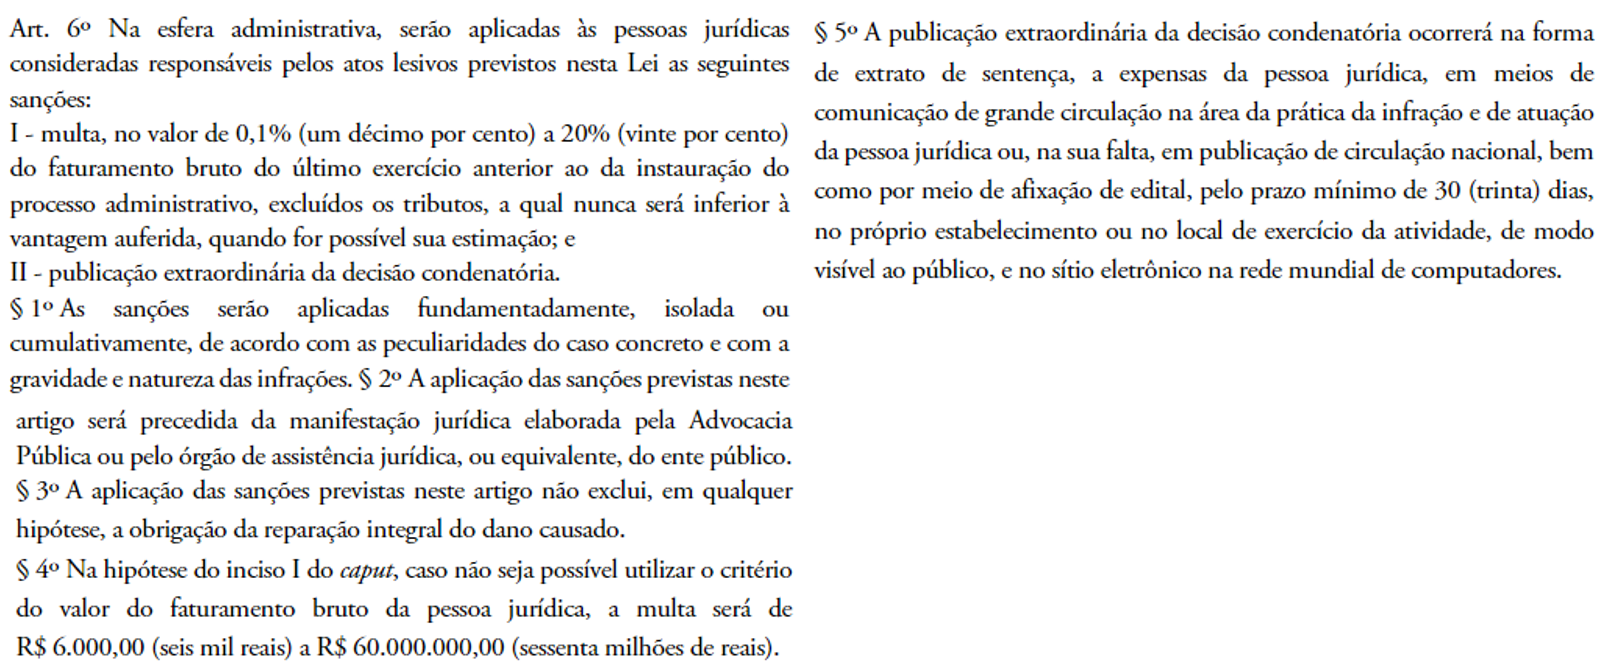 Art. 6º Na esfera administrativa, serão aplicadas às pessoas jurídicas
consideradas responsáveis pelos atos lesivos previstos nesta Lei as seguintes
sanções:
I - multa, no valor de 0,1% (um décimo por cento) a 20% (vinte por cento)
do faturamento bruto do último exercício anterior ao da instauração do
processo administrativo, excluídos os tributos, a qual nunca será inferior à
vantagem auferida, quando for possível sua estimação; e
II - publicação extraordinária da decisão condenatória.
§ 1º As sanções serão aplicadas fundamentadamente, isolada ou
cumulativamente, de acordo com as peculiaridades do caso concreto e com a
gravidade e natureza das infrações. § 2º A aplicação das sanções previstas neste
artigo será precedida da manifestação jurídica elaborada pela Advocacia
Pública ou pelo órgão de assistência jurídica, ou equivalente, do ente público.
§ 3º A aplicação das sanções previstas neste artigo não exclui, em qualquer
hipótese, a obrigação da reparação integral do dano causado.
§ 4º Na hipótese do inciso I do caput, caso não seja possível utilizar o critério
do valor do faturamento bruto da pessoa jurídica, a multa será de
R$ 6.000,00 (seis mil reais) a R$ 60.000.000,00 (sessenta milhões de reais).
§ 5º A publicação extraordinária da decisão condenatória ocorrerá na forma
de extrato de sentença, a expensas da pessoa jurídica, em meios de
comunicação de grande circulação na área da prática da infração e de atuação
da pessoa jurídica ou, na sua falta, em publicação de circulação nacional, bem
como por meio de afixação de edital, pelo prazo mínimo de 30 (trinta) dias,
no próprio estabelecimento ou no local de exercício da atividade, de modo
visível ao público, e no sítio eletrônico na rede mundial de computadores.